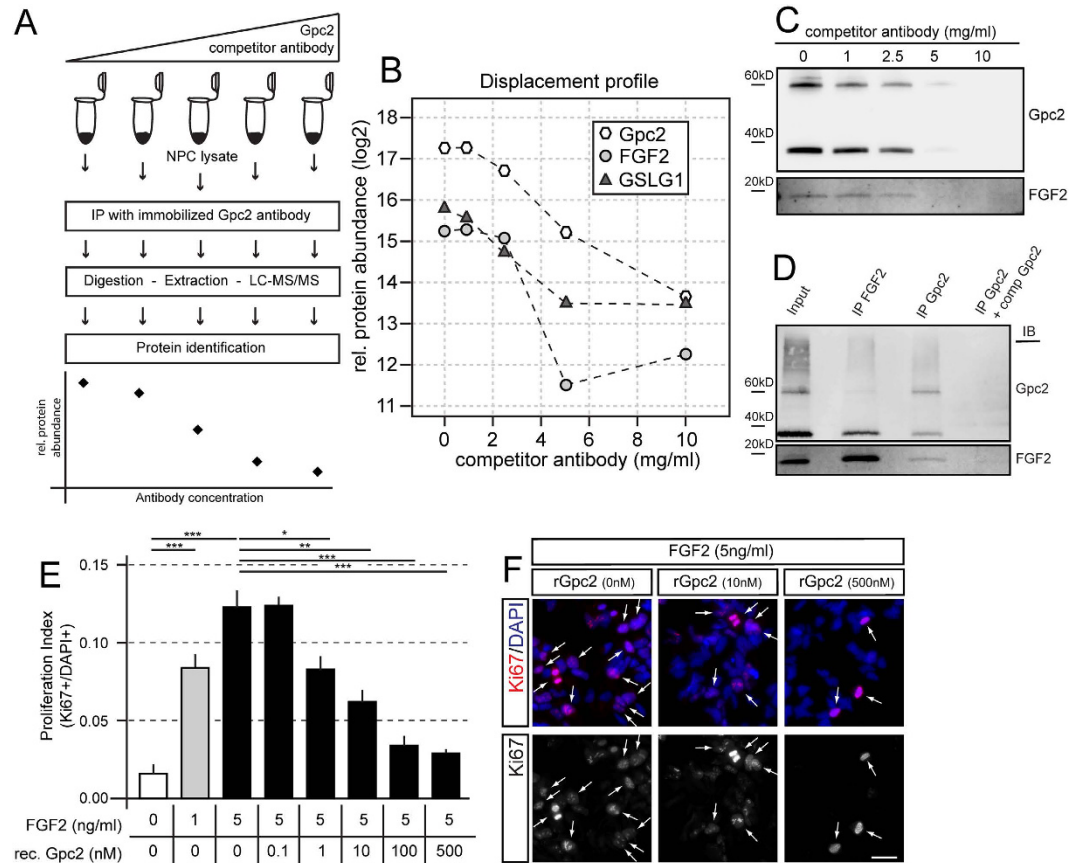 A
Gpc2
competitor antibody
NPC lysate
IP with immobilized Gpc2 antibody
Digestion - Extraction - LC-MS/MS
Protein identification
rel. protein
abundance
Antibody concentration
B
Displacement profile
Gpc2
FGF2
GSLG1
rel. protein abundance (log2)
18
17
16
15
14
13
12
11
0 2 4 6 8 10
competitor antibody (mg/ml)
C
competitor antibody (mg/ml)
0 1 2.5 5 10
60kD
40kD
20kD
Gpc2
FGF2
D
Input
IP FGF2
IP Gpc2
IP Gpc2
+ comp Gpc2
IB
60kD
40kD
20kD
Gpc2
FGF2
E
*** *
*** **
***
***
Proliferation Index
(Ki67+/DAPI+)
0.15
0.10
0.05
0.00
FGF2 (ng/ml) 0 1 5 5 5 5 5 5
rec. Gpc2 (nM) 0 0 0 0.1 1 10 100 500
F
FGF2 (5ng/ml)
rGpc2 (0nM) rGpc2 (10nM) rGpc2 (500nM)
Ki67/DAPI
Ki67